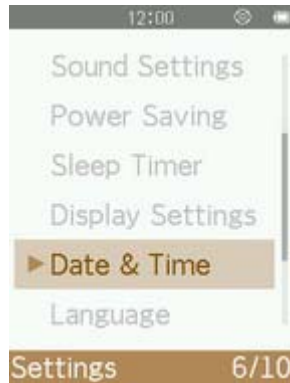 12:00
Sound Settings
Power Saving
Sleep Timer
Display Settings
Date & Time
Language
Settings 6/10